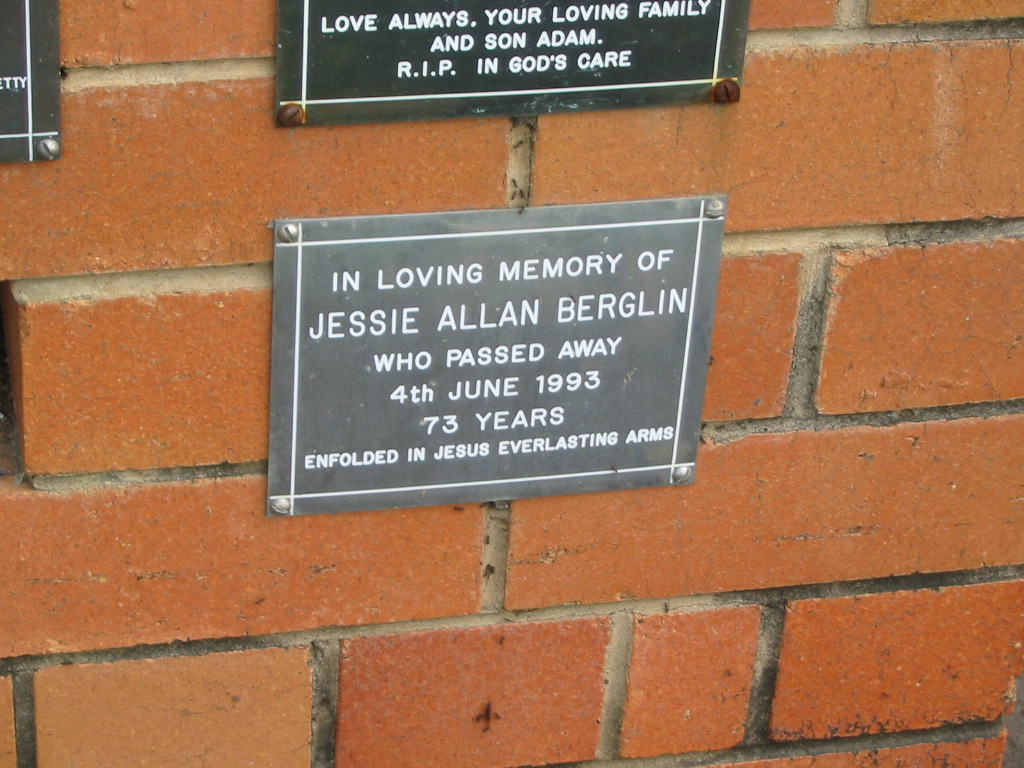 LOVE ALWAYS. YOUR LOVING FAMILY
AND SON ADAM.
R.I.P. IN GOD'S CARE
ETTY
IN LOVING MEMORY OF
JESSIE ALLAN BERGLIN
WHO PASSED AWAY
4th JUNE 1993
73 YEARS
ENFOLDED IN JESUS EVERLASTING ARMS